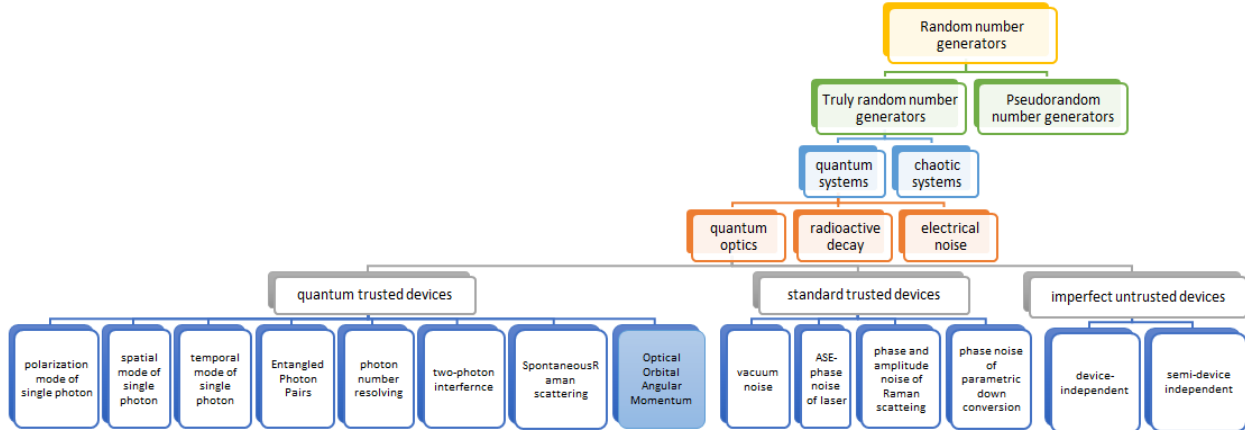 Random number
generators
Truly random number
generators
Pseudorandom
number generators
quantum
systems
chaotic
systems
quantum
optics
radioactive
decay
electrical
noise
quantum trusted devices
standard trusted devices
imperfect untrusted devices
polarization
mode of
single photon
spatial
mode of
single
photon
temporal
mode of
single
photon
Entangled
Photon
Pairs
photon
number
resolving
two-photon
interfernce
SpontaneousR
aman
scattering
Optical
Orbital
Angular
Momentum
vacuum
noise
ASE-
phase
noise
of laser
phase and
amplitude
noise of
Raman
scatteing
phase noise
of
parametric
down
conversion
device-
independent
semi-device
independent